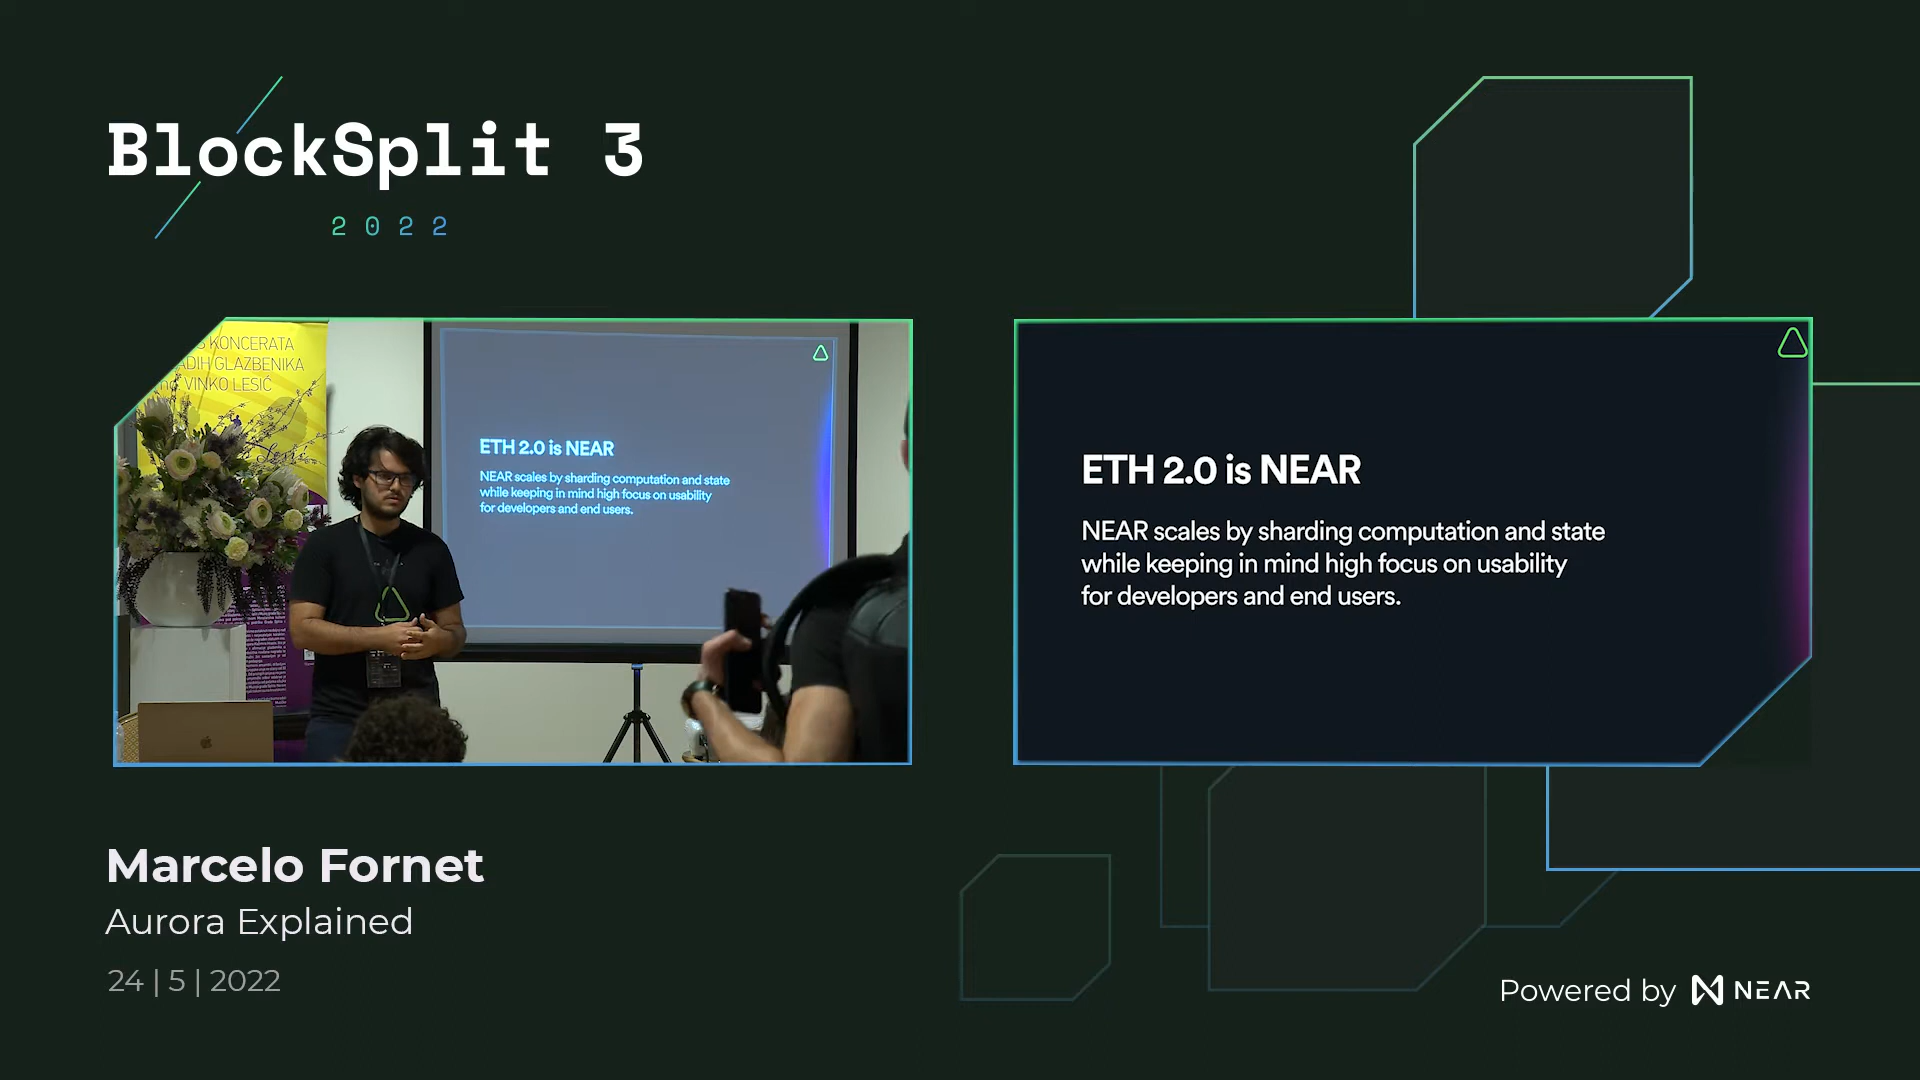 BlockSplit 3
2022
KONCERATA
ADIH GLAZBENIKA
VINKO LESIĆ
ETH 2.0 is NEAR
NEAR scales by sharding computation and state
while keeping in mind high focus on usability
for developers and end users.
ETH 2.0 is NEAR
NEAR scales by sharding computation and state
while keeping in mind high focus on usability
for developers and end users.
Marcelo Fornet
Aurora Explained
24 | 5 | 2022
Powered by NEAR